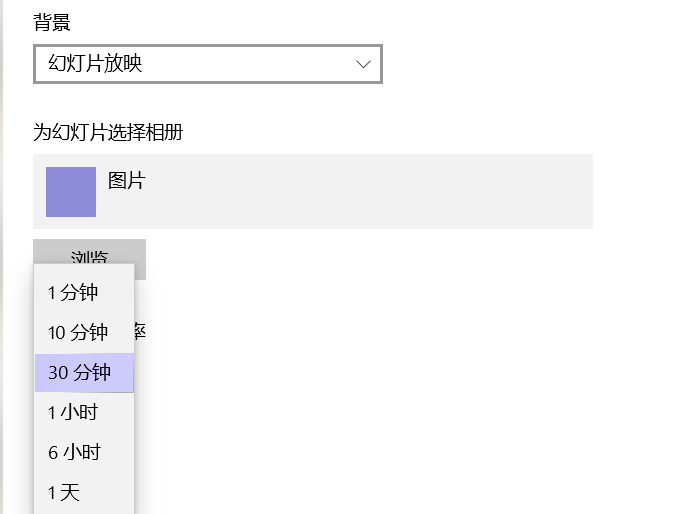 背景
幻灯片放映
为幻灯片选择相册
图片
浏览
1 分钟
10 分钟
率
30 分钟
1 小时
6 小时
1 天